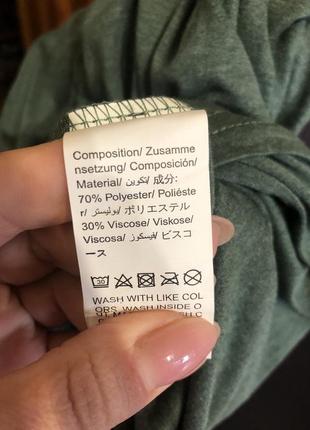 Composition/ Zusamme
nsetzung/ Composición/
Material/ تكوين/ 成分:
70% Polyester/ Poliéste
r/ بوليستر/ ポリエステル
30% Viscose/ Viskose/
Viscosa/ فيسكوز/ ビスコ
ース
WASH WITH LIKE COL
ORS, WASH INSIDE O